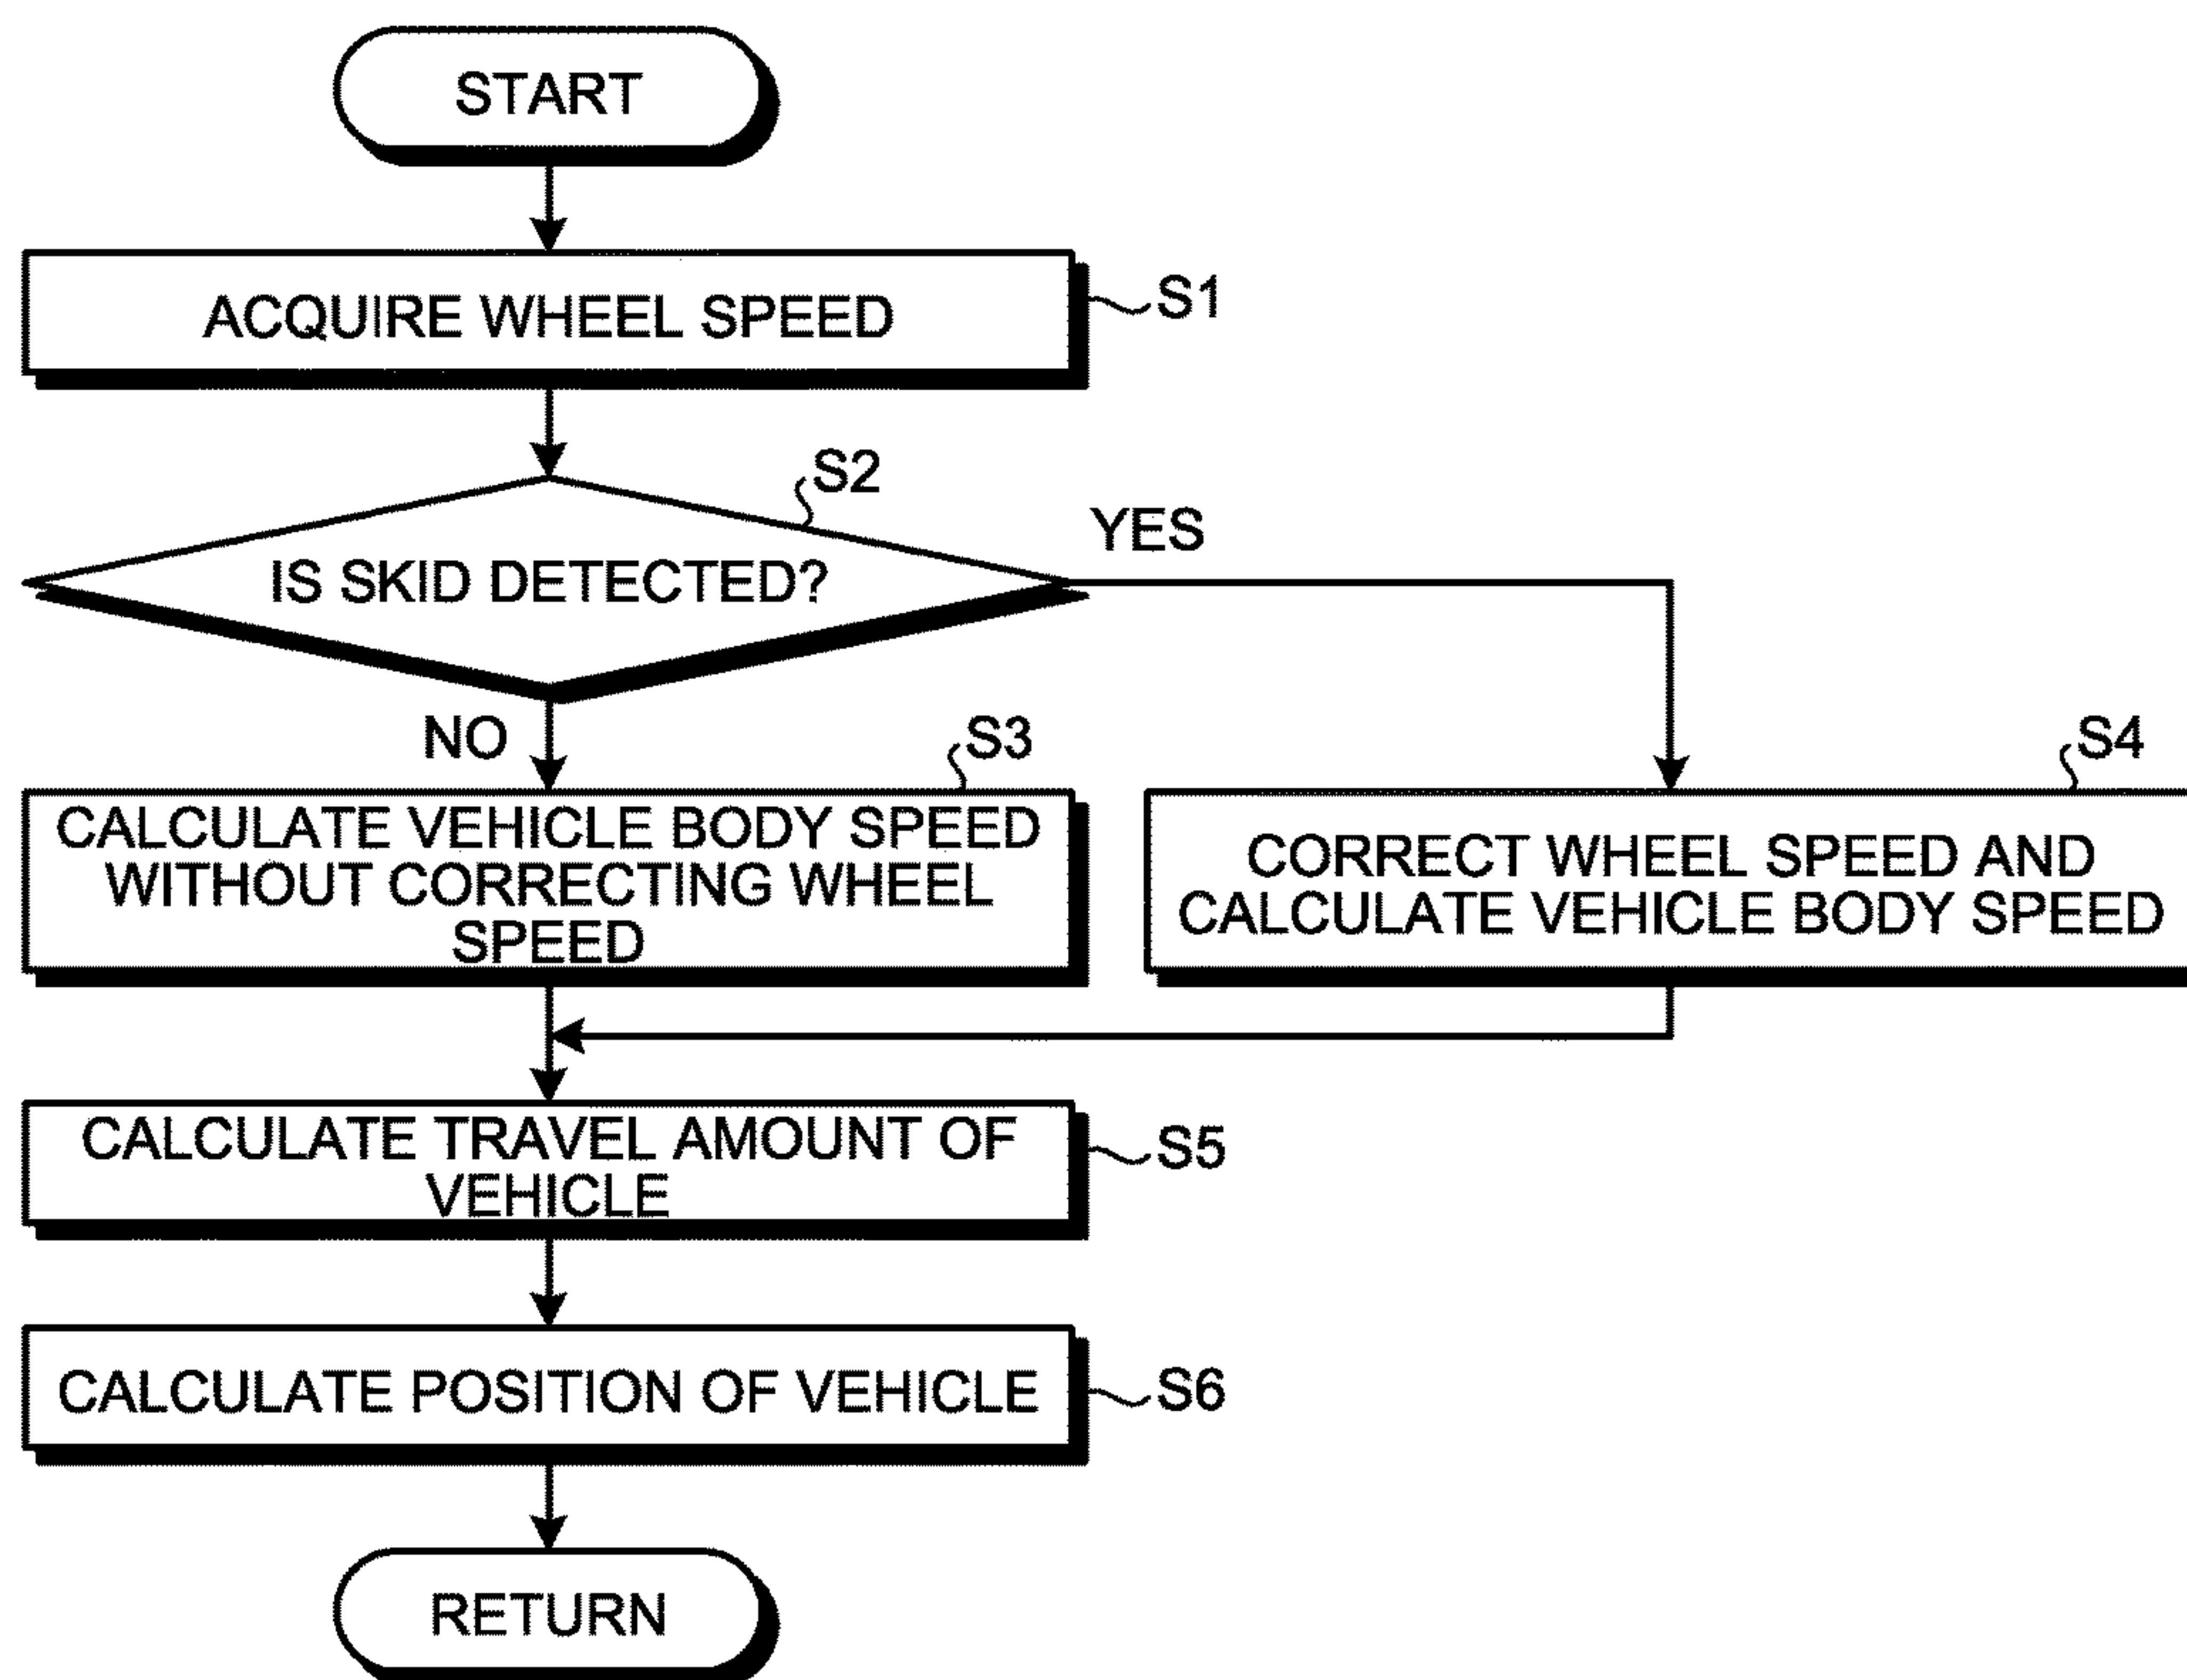 START
ACQUIRE WHEEL SPEED
S1
S2
IS SKID DETECTED?
YES
NO
S3
CALCULATE VEHICLE BODY SPEED
WITHOUT CORRECTING WHEEL
SPEED
S4
CORRECT WHEEL SPEED AND
CALCULATE VEHICLE BODY SPEED
CALCULATE TRAVEL AMOUNT OF
VEHICLE
S5
CALCULATE POSITION OF VEHICLE
S6
RETURN